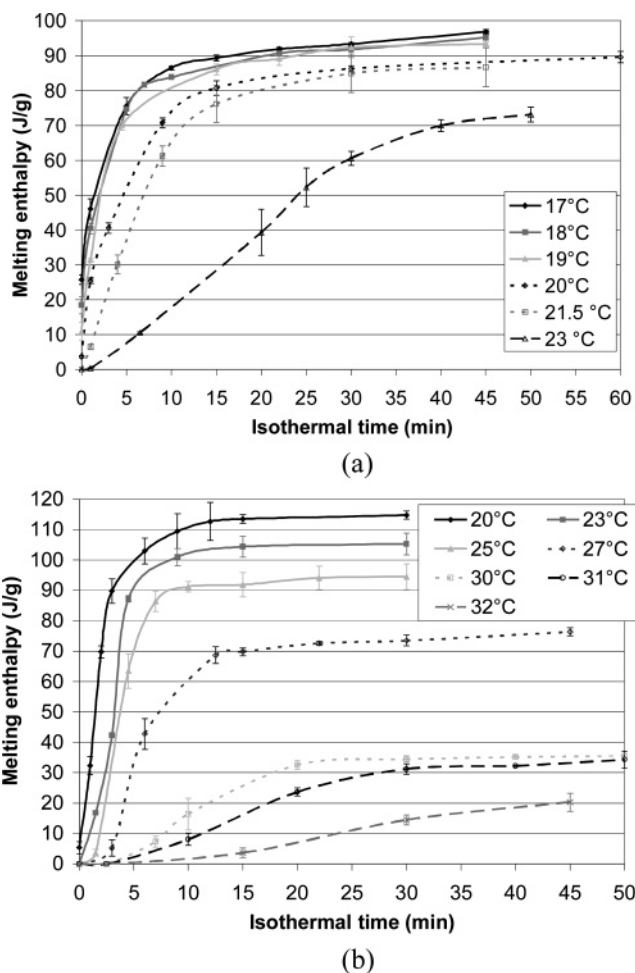 100
90
80
70
60
50
40
30
20
10
0
Melting enthalpy (J/g)
17°C
18°C
19°C
20°C
21.5 °C
23 °C
0 5 10 15 20 25 30 35 40 45 50 55 60
Isothermal time (min)
(a)
120
110
100
90
80
70
60
50
40
30
20
10
0
Melting enthalpy (J/g)
20°C 23°C
25°C 27°C
30°C 31°C
32°C
0 5 10 15 20 25 30 35 40 45 50
Isothermal time (min)
(b)